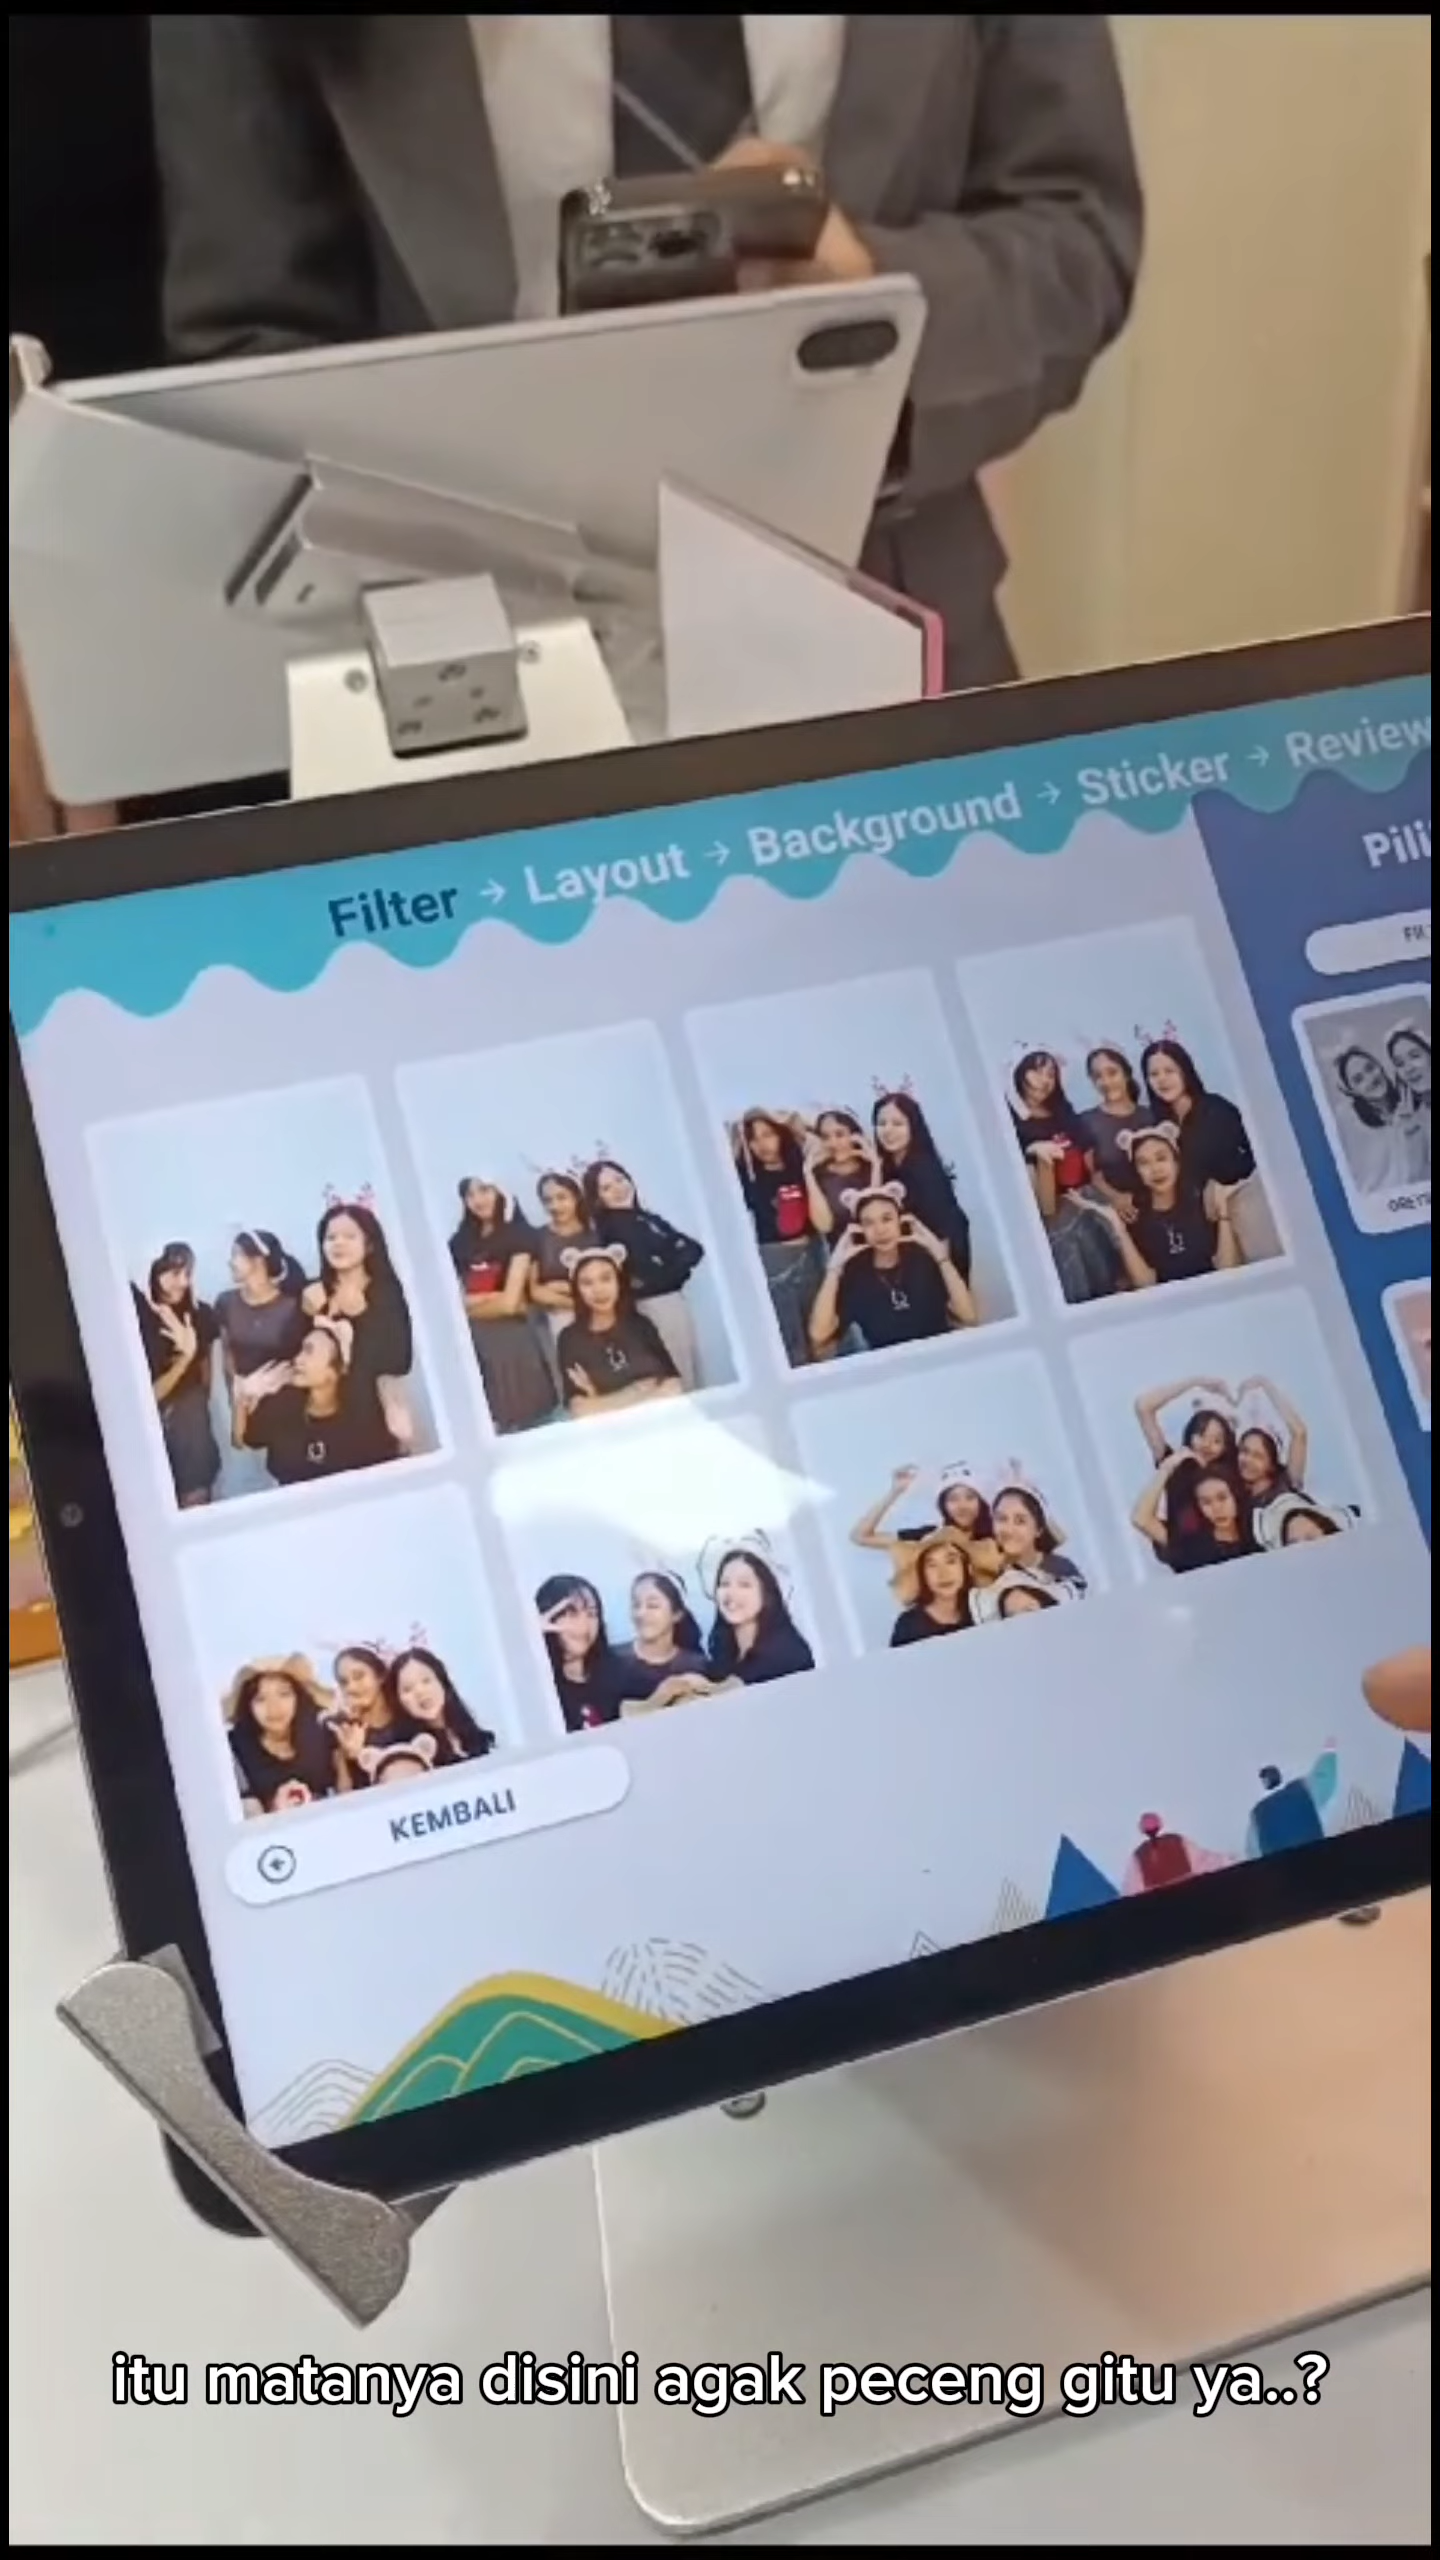 Filter → Layout → Background → Sticker → Review
KEMBALI
itu matanya disini agak peceng gitu ya..?